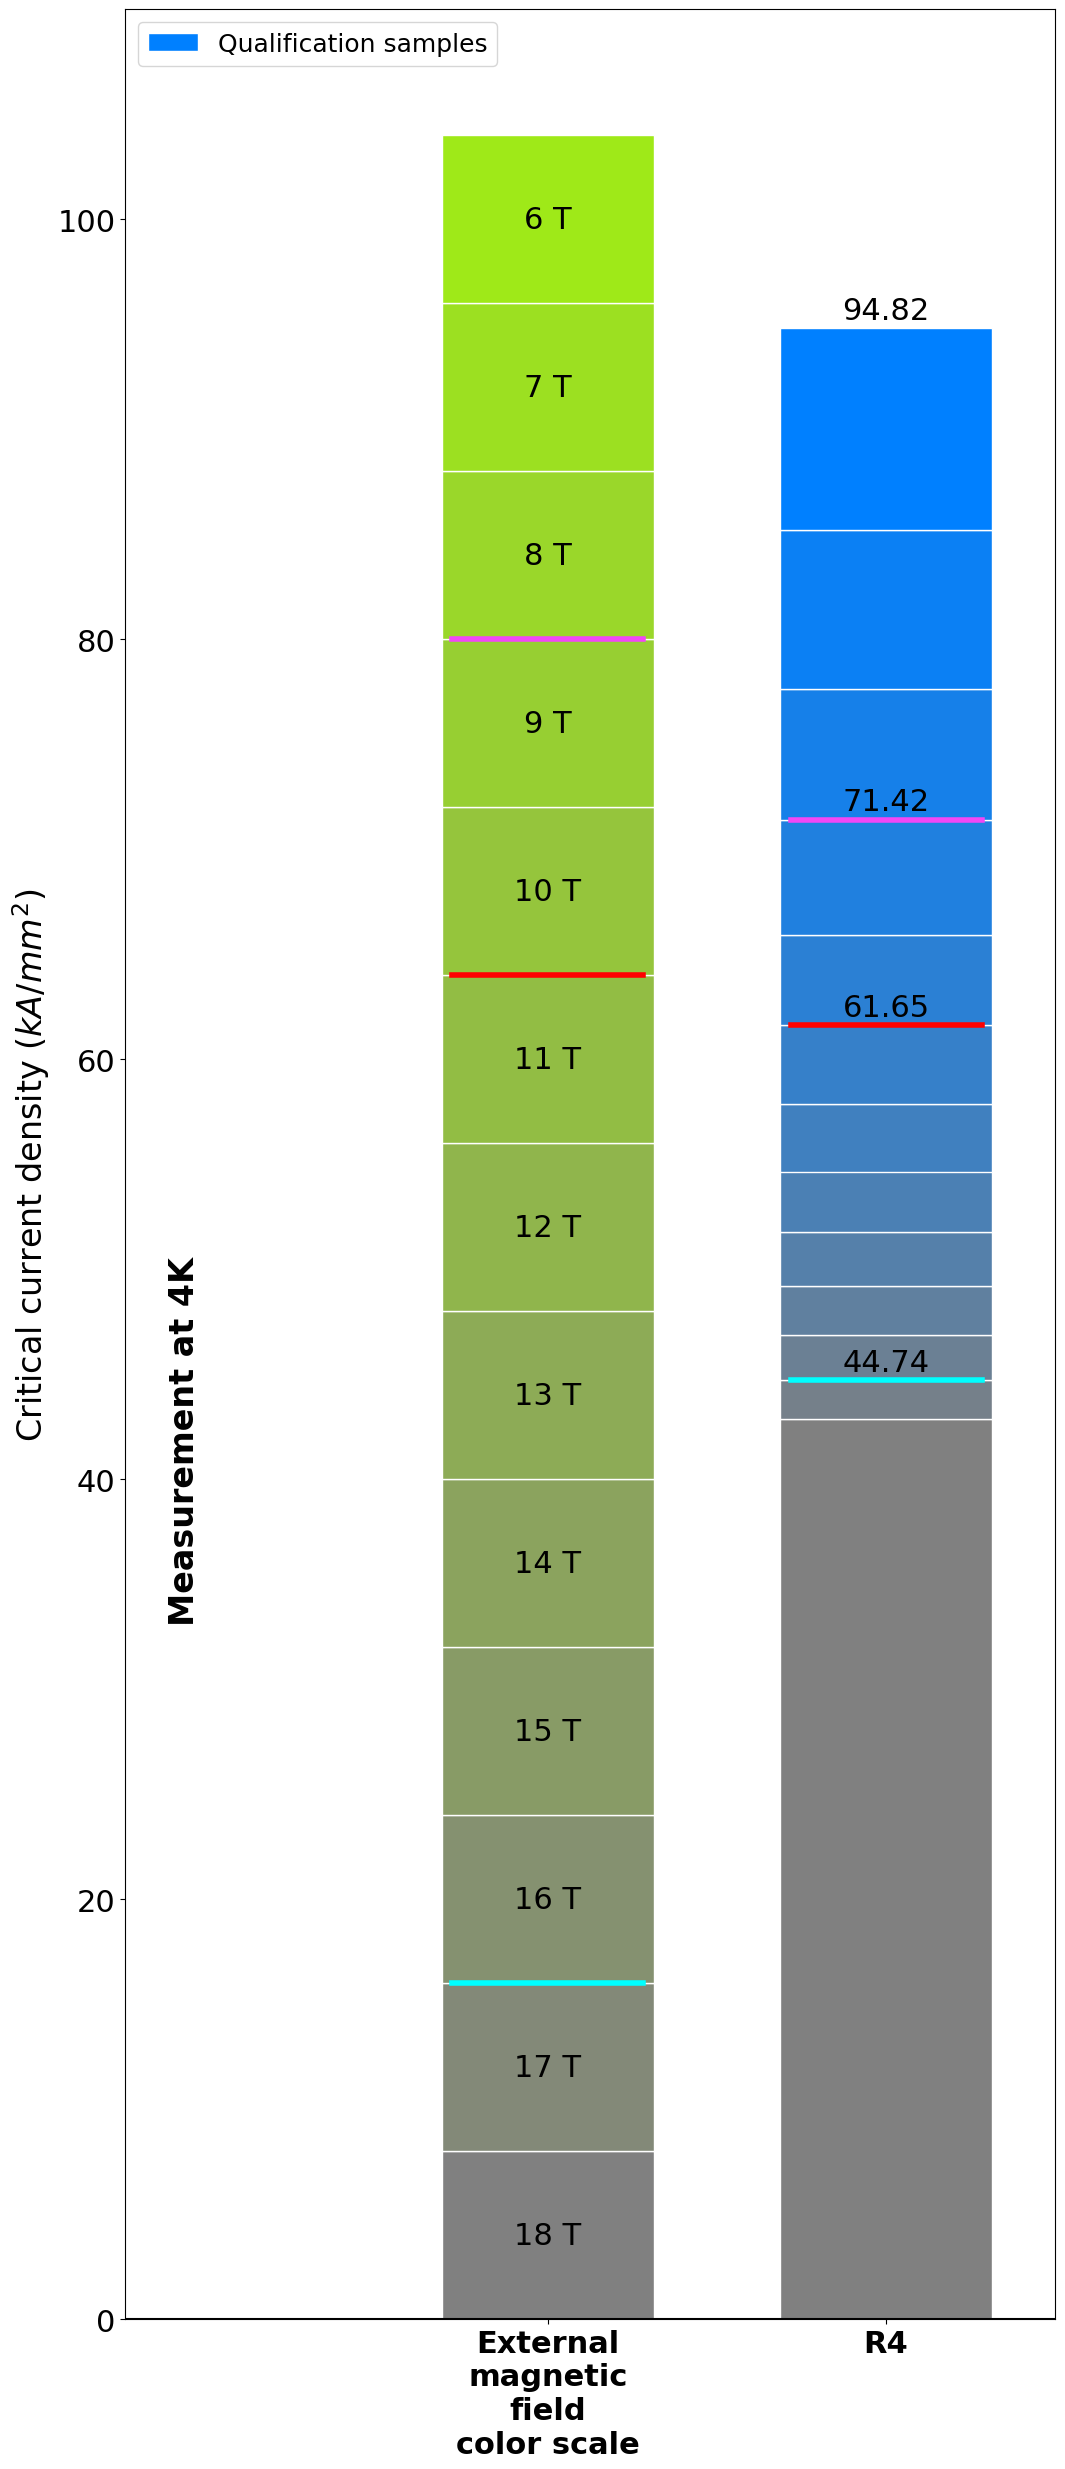 Qualification samples
100
80
60
40
20
0
Critical current density (kA/mm²)
Measurement at 4K
6 T
7 T
8 T
9 T
10 T
11 T
12 T
13 T
14 T
15 T
16 T
17 T
18 T
94.82
71.42
61.65
44.74
External
magnetic
field
color scale
R4